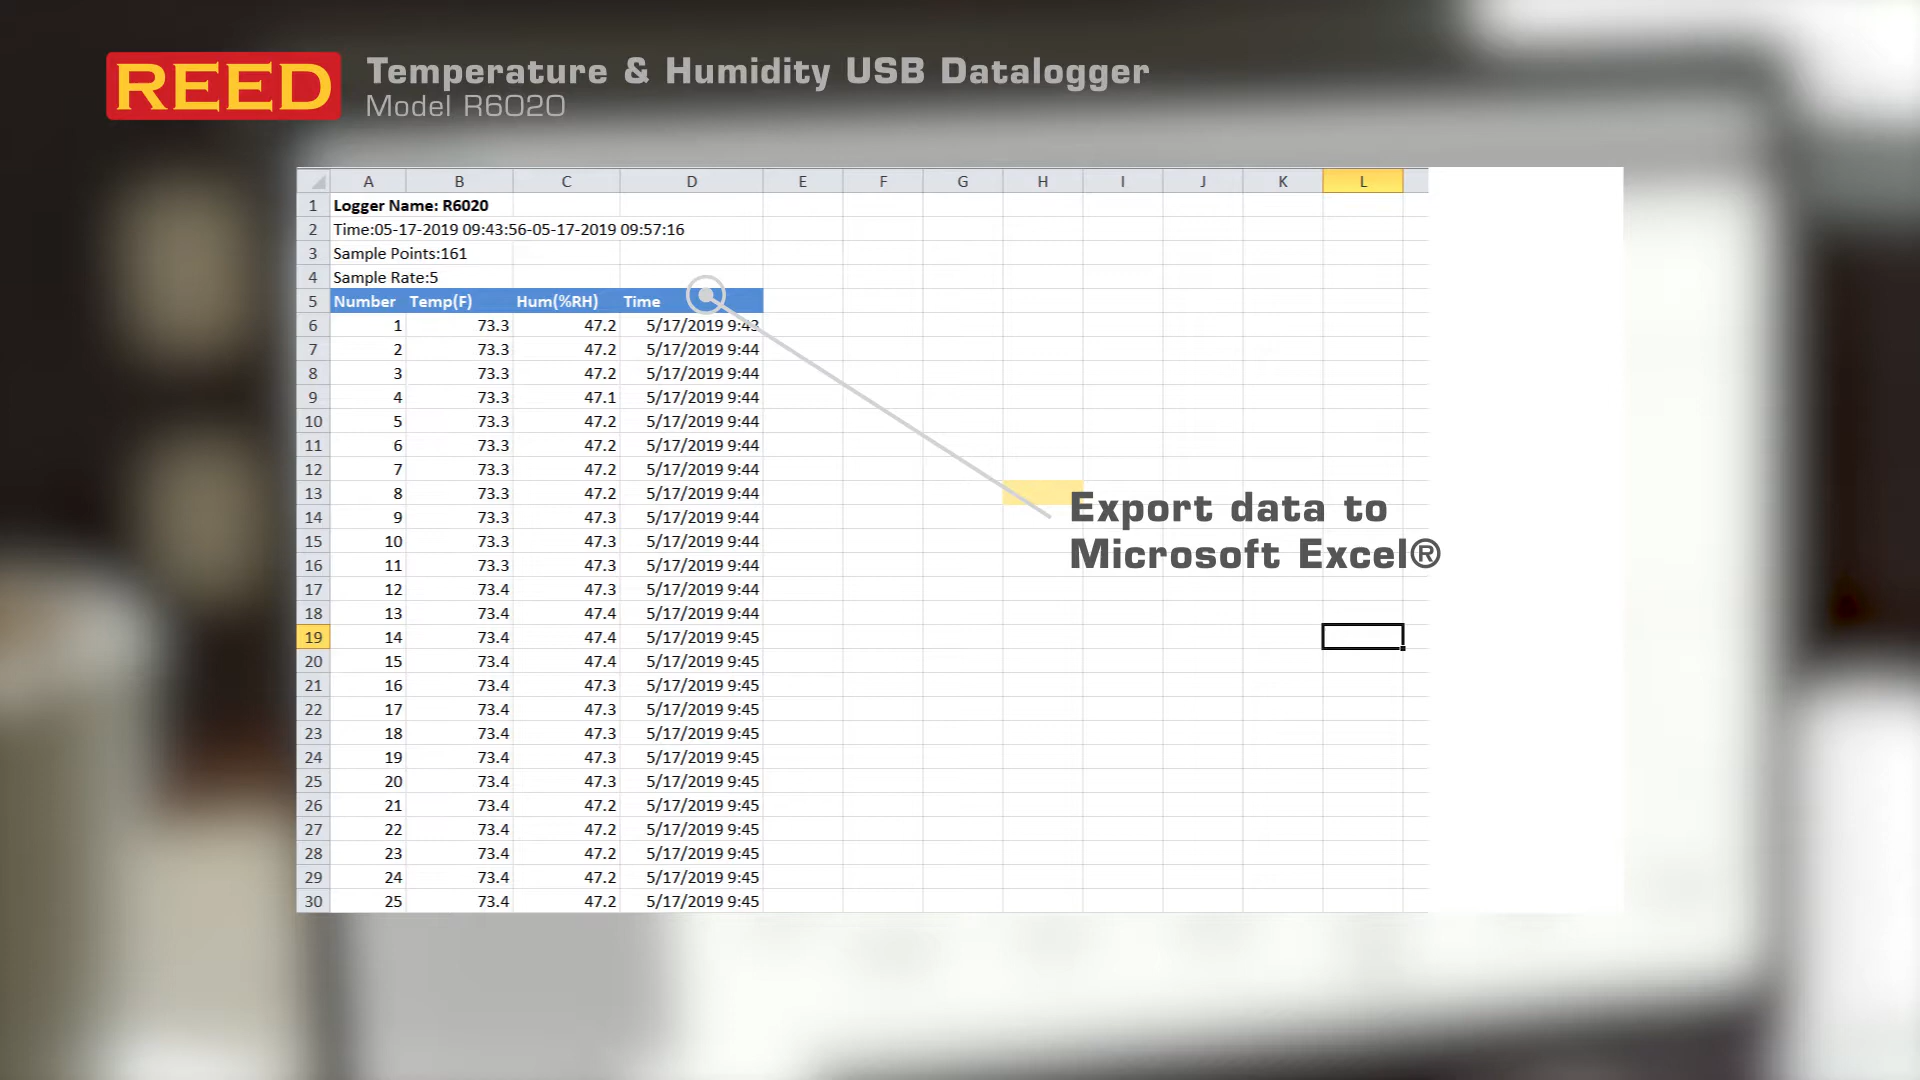 REED
Temperature & Humidity USB Datalogger
Model R6020
A B C D E F G H I J K L
1 Logger Name: R6020
2 Time:05-17-2019 09:43:56-05-17-2019 09:57:16
3 Sample Points:161
4 Sample Rate:5
5 Number Temp(F) Hum(%RH) Time
6 1 73.3 47.2 5/17/2019 9:43
7 2 73.3 47.2 5/17/2019 9:44
8 3 73.3 47.2 5/17/2019 9:44
9 4 73.3 47.1 5/17/2019 9:44
10 5 73.3 47.2 5/17/2019 9:44
11 6 73.3 47.2 5/17/2019 9:44
12 7 73.3 47.2 5/17/2019 9:44
13 8 73.3 47.2 5/17/2019 9:44
14 9 73.3 47.3 5/17/2019 9:44
15 10 73.3 47.3 5/17/2019 9:44
16 11 73.3 47.3 5/17/2019 9:44
17 12 73.4 47.3 5/17/2019 9:44
18 13 73.4 47.4 5/17/2019 9:44
19 14 73.4 47.4 5/17/2019 9:45
20 15 73.4 47.4 5/17/2019 9:45
21 16 73.4 47.3 5/17/2019 9:45
22 17 73.4 47.3 5/17/2019 9:45
23 18 73.4 47.3 5/17/2019 9:45
24 19 73.4 47.3 5/17/2019 9:45
25 20 73.4 47.3 5/17/2019 9:45
26 21 73.4 47.2 5/17/2019 9:45
27 22 73.4 47.2 5/17/2019 9:45
28 23 73.4 47.2 5/17/2019 9:45
29 24 73.4 47.2 5/17/2019 9:45
30 25 73.4 47.2 5/17/2019 9:45
Export data to
Microsoft Excel®